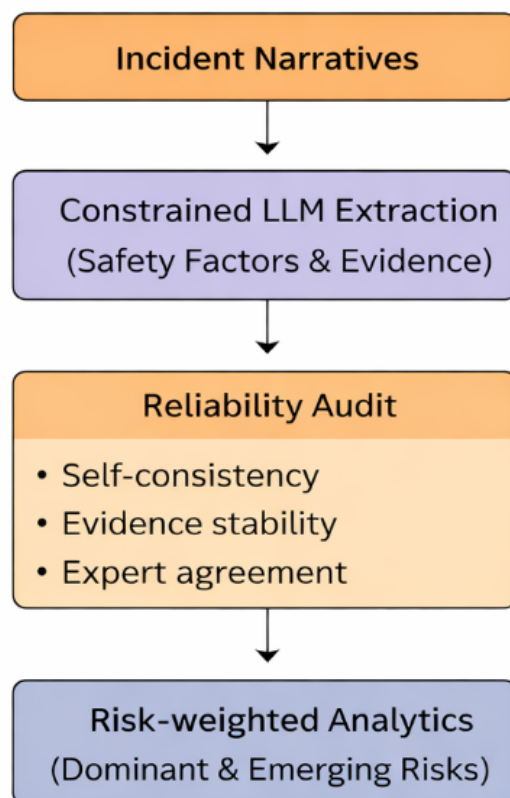 Incident Narratives
Constrained LLM Extraction
(Safety Factors & Evidence)
Reliability Audit
• Self-consistency
• Evidence stability
• Expert agreement
Risk-weighted Analytics
(Dominant & Emerging Risks)